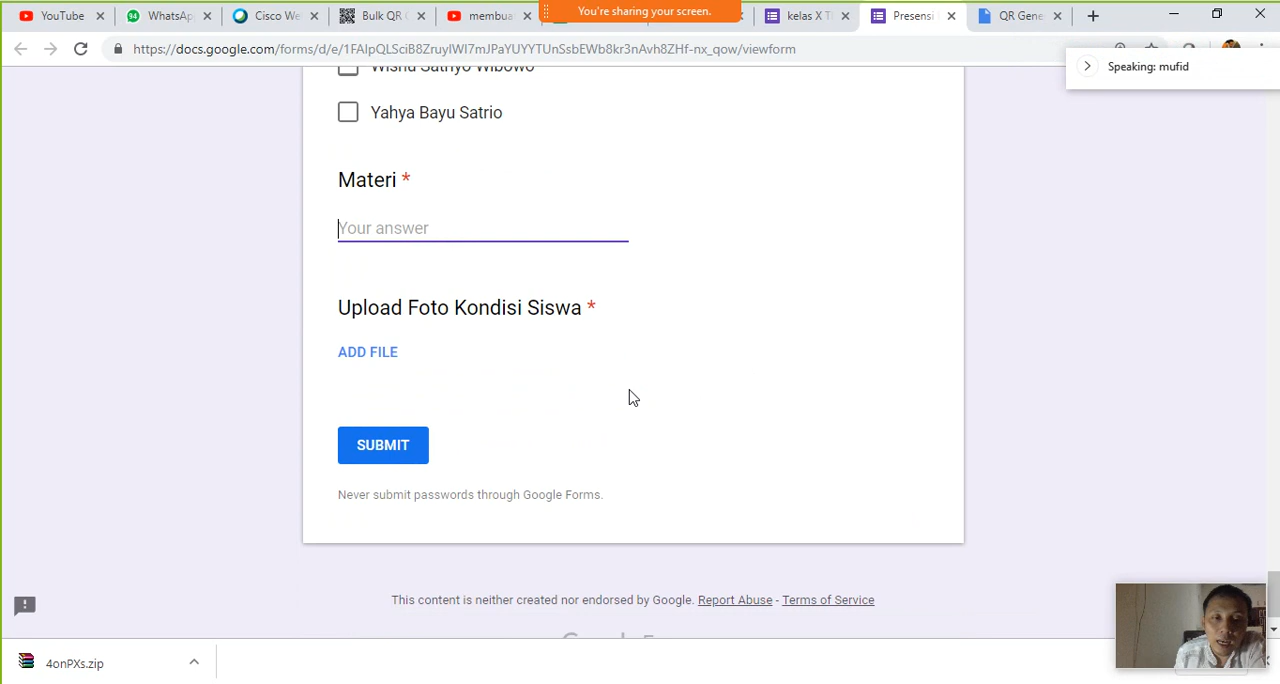 YouTube
WhatsAp
Cisco We
Bulk QR
membua
You're sharing your screen.
kelas X T
Presensi
QR Gene
https://docs.google.com/forms/d/e/1FAIpQLSciB8ZruyIWI7mJPaYUYYTUnSsbEWb8kr3nAvh8ZHf-nx_qow/viewform
Speaking: mufid
Wisnu Satriyo Wibowo
Yahya Bayu Satrio
Materi *
Your answer
Upload Foto Kondisi Siswa *
ADD FILE
SUBMIT
Never submit passwords through Google Forms.
This content is neither created nor endorsed by Google. Report Abuse - Terms of Service
4onPXs.zip